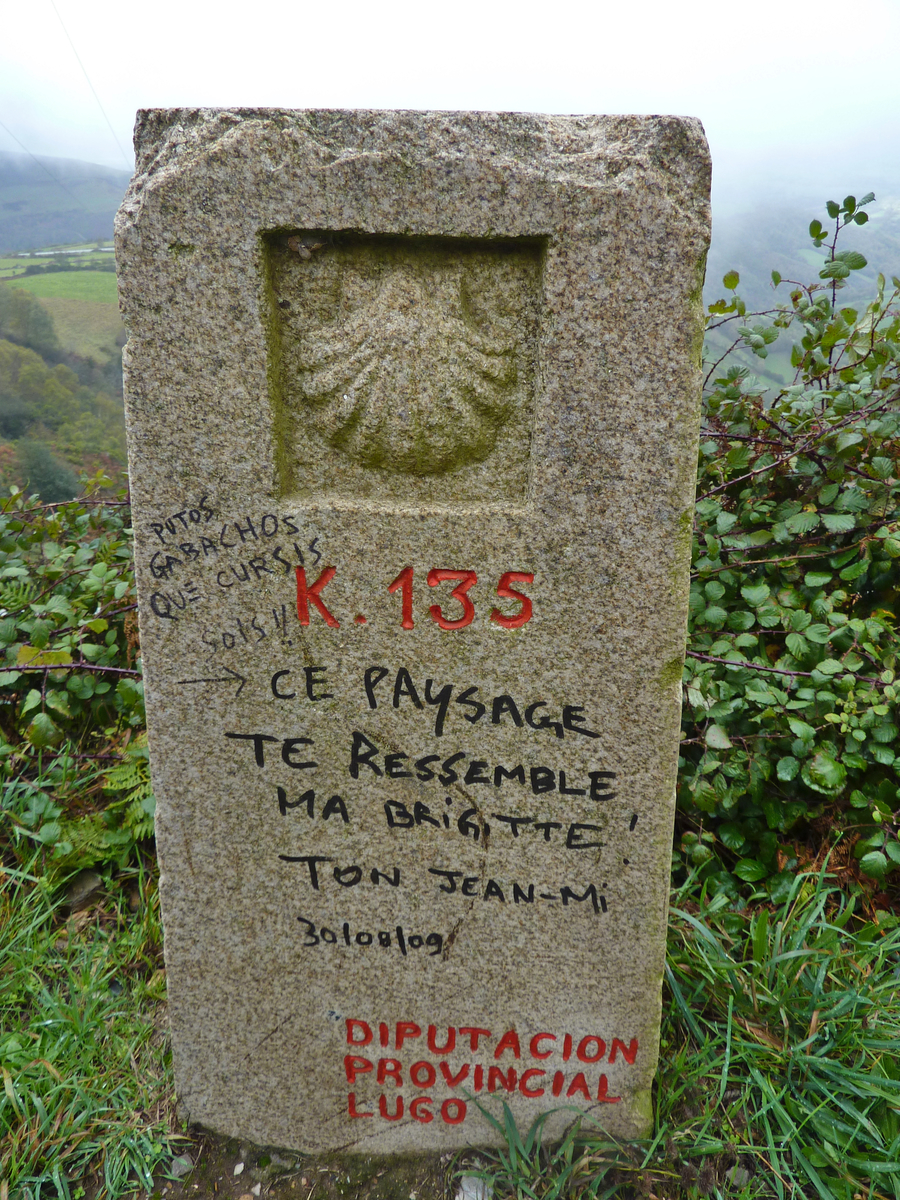 PUTOS
GABACHOS
QUE CURSIS
SOIS!!
K.135
CE PAYSAGE
TE RESSEMBLE
MA BRIGITTE!
TON JEAN-Mi
30/08/09
DIPUTACION
PROVINCIAL
LUGO